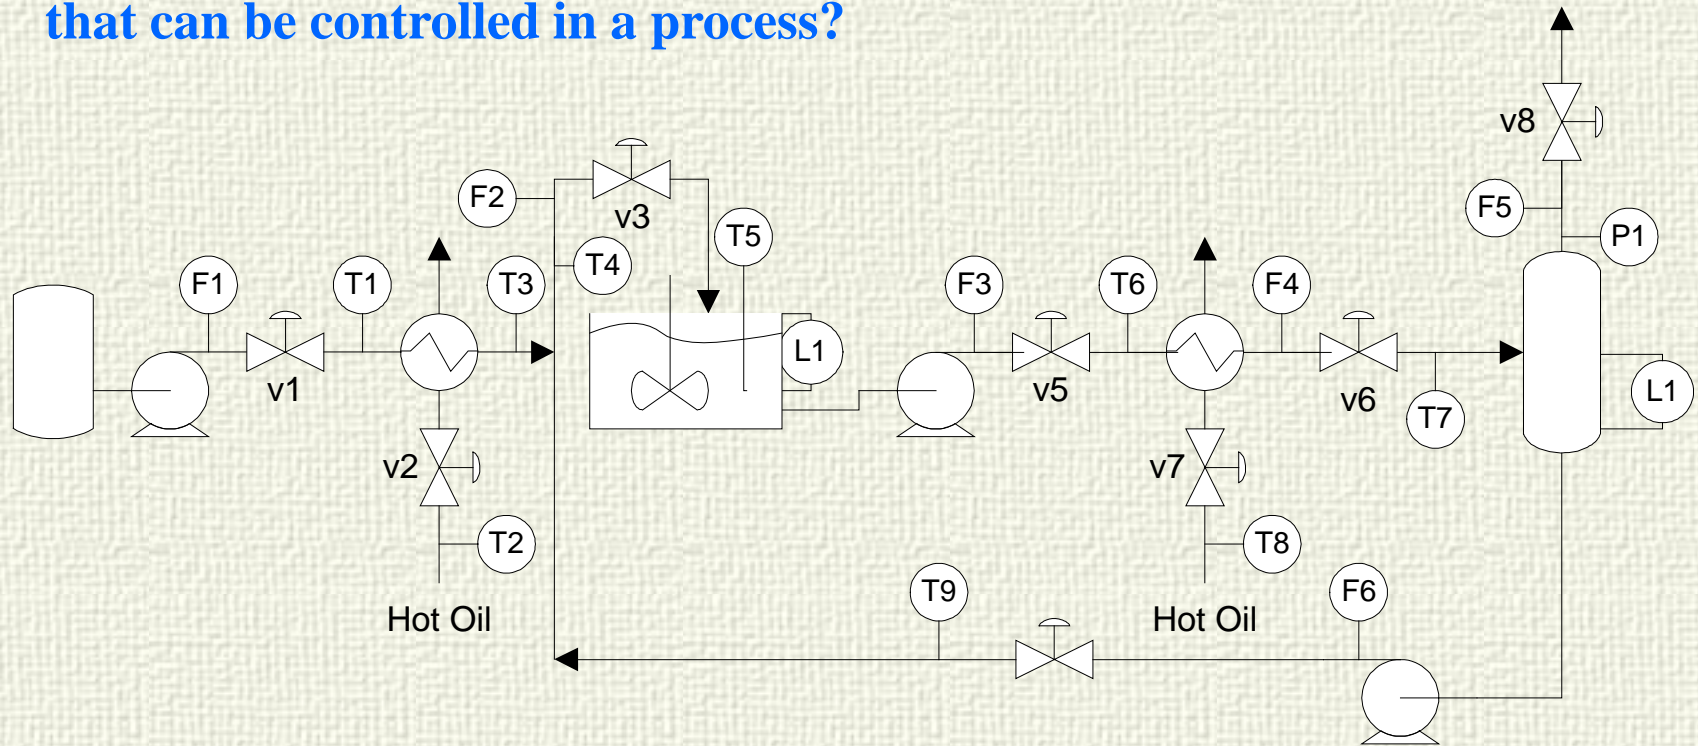 that can be controlled in a process?
v8
F2
v3
F5
T5
P1
T4
F1
T1
T3
F3
T6
F4
L1
v1
v5
v6
L1
T7
v2
v7
T2
T8
T9
F6
Hot Oil
Hot Oil